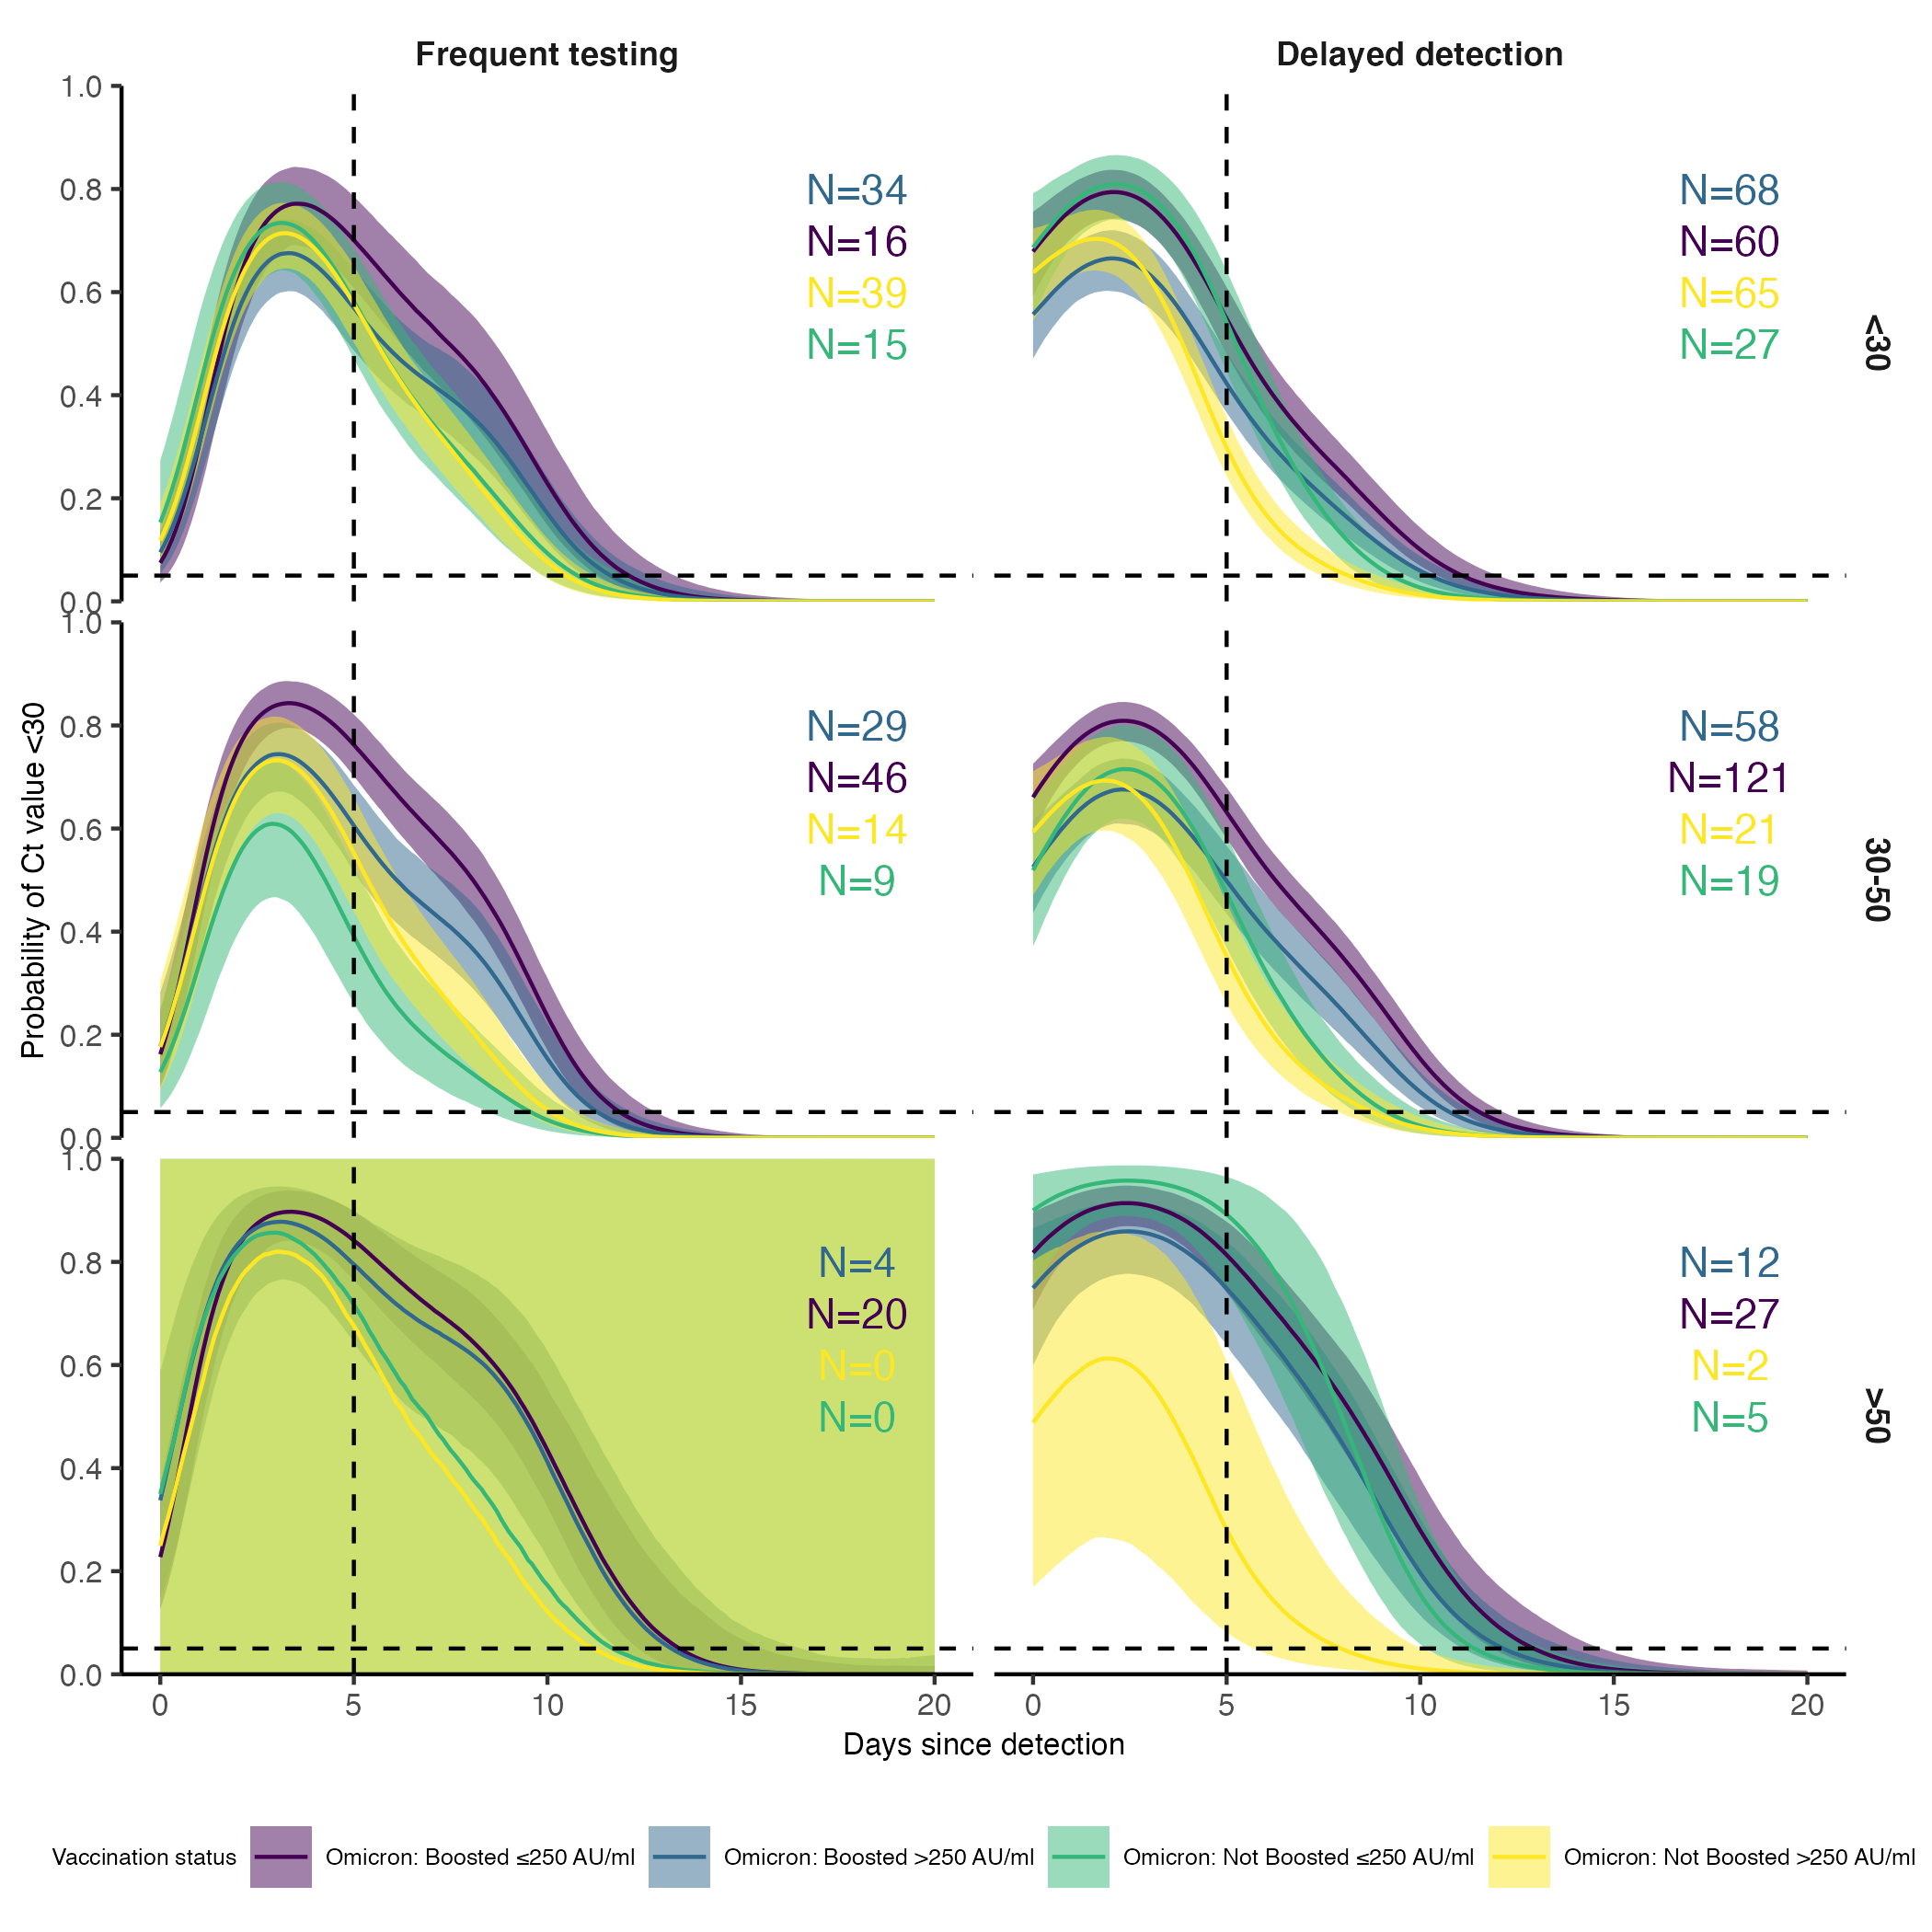 Frequent testing
Delayed detection
Probability of Ct value <30
1.0
0.8
0.6
0.4
0.2
0.0
N=34
N=16
N=39
N=15
N=68
N=60
N=65
N=27
<30
1.0
0.8
0.6
0.4
0.2
0.0
N=29
N=46
N=14
N=9
N=58
N=121
N=21
N=19
30-50
1.0
0.8
0.6
0.4
0.2
0.0
N=4
N=20
N=0
N=0
N=12
N=27
N=2
N=5
>50
0 5 10 15 20
0 5 10 15 20
Days since detection
Vaccination status
Omicron: Boosted ≤250 AU/ml
Omicron: Boosted >250 AU/ml
Omicron: Not Boosted ≤250 AU/ml
Omicron: Not Boosted >250 AU/ml